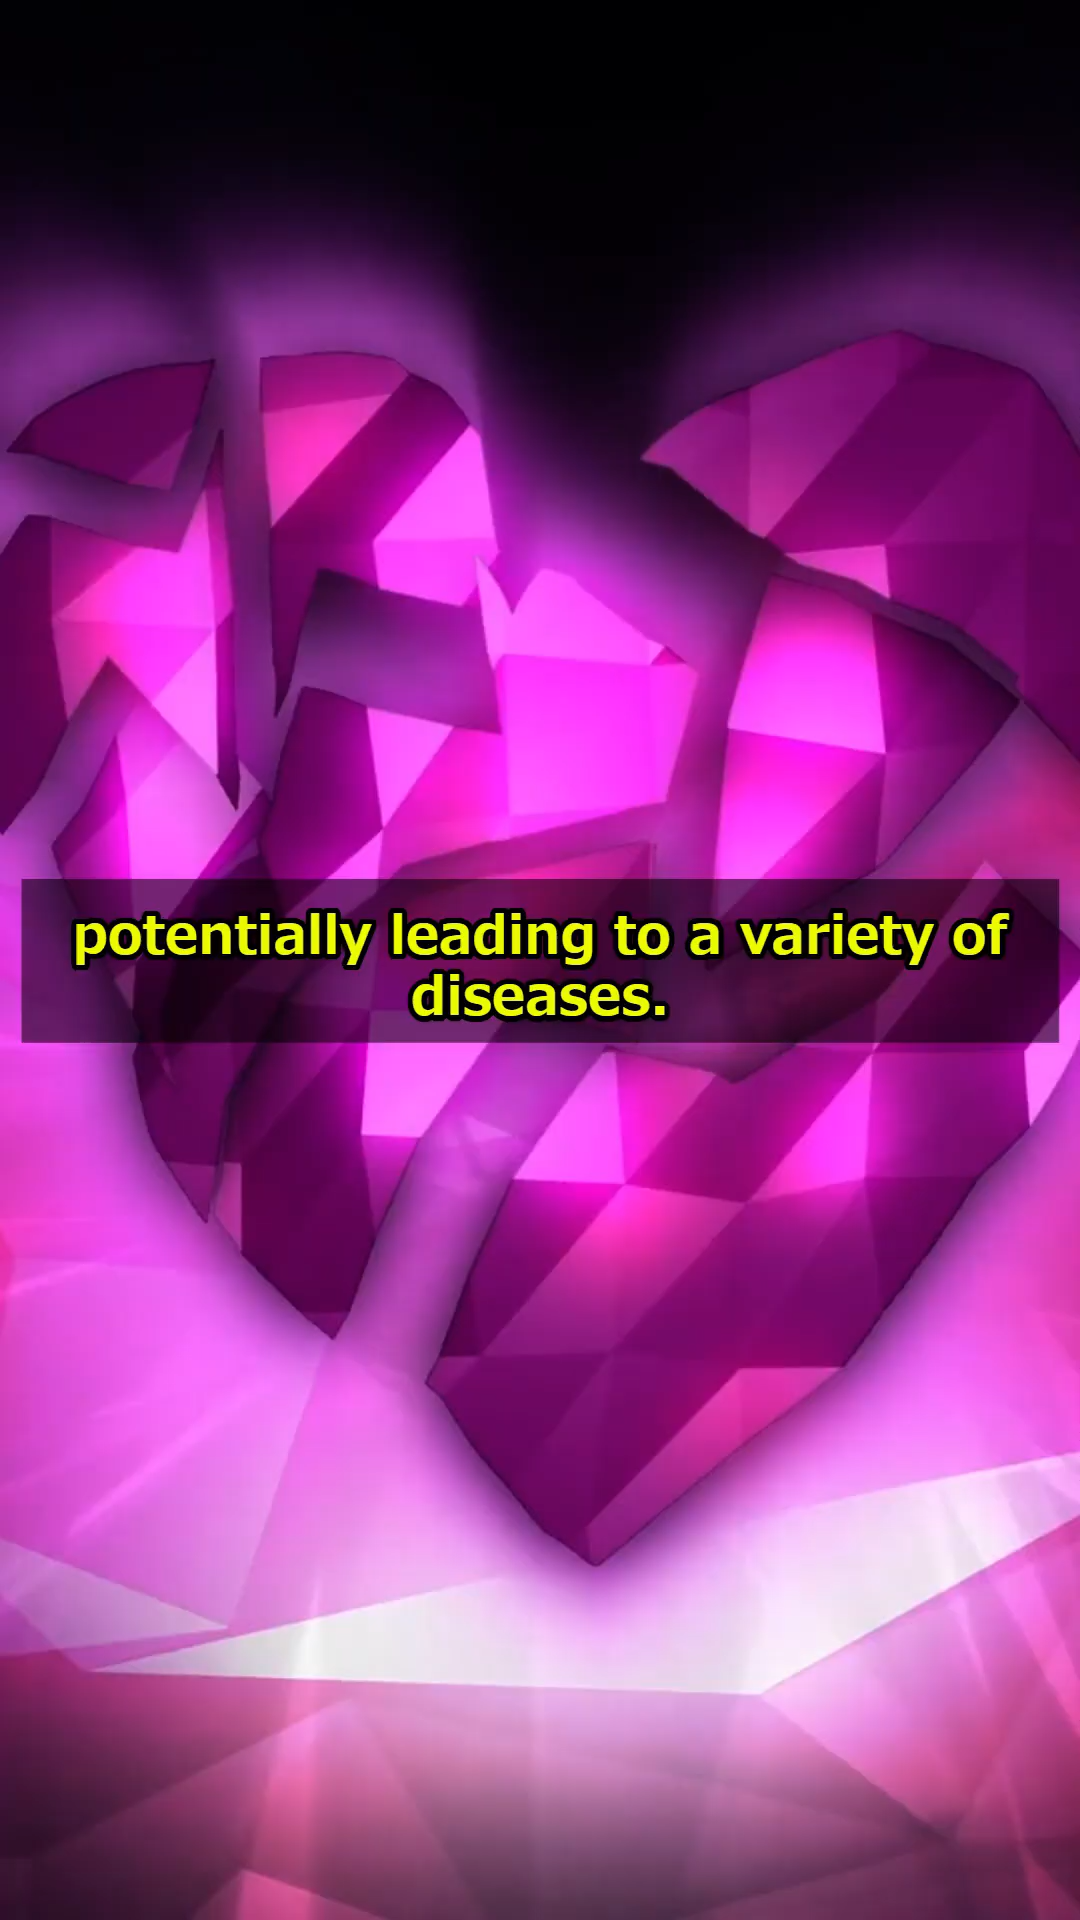 potentially leading to a variety of
diseases.